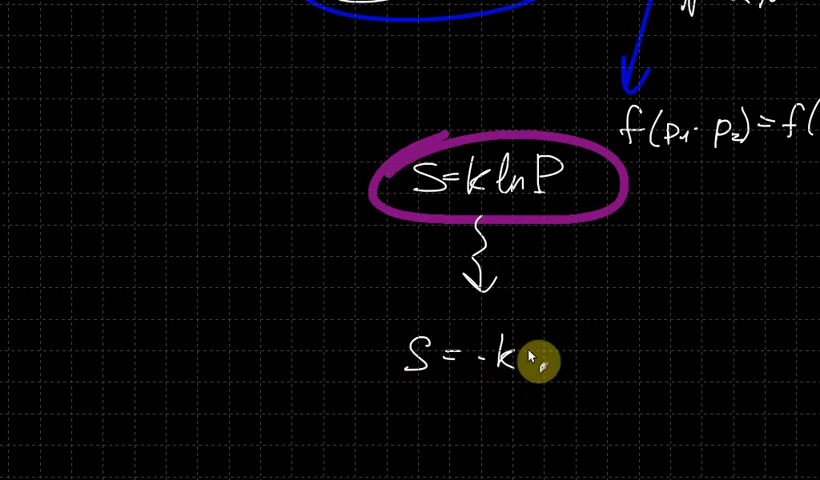 f(p₁·p₂)=f(
S=k ln P
S = -k